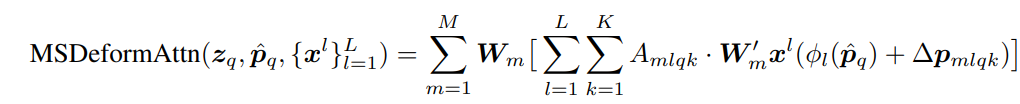 MSDeformAttn(z_q, p̂_q, {x^l}_{l=1}^L) = ∑_{m=1}^{M} W_m[∑_{l=1}^{L} ∑_{k=1}^{K} A_{mlqk} · W′_m x^l(ϕ_l(p̂_q) + Δp_{mlqk})]